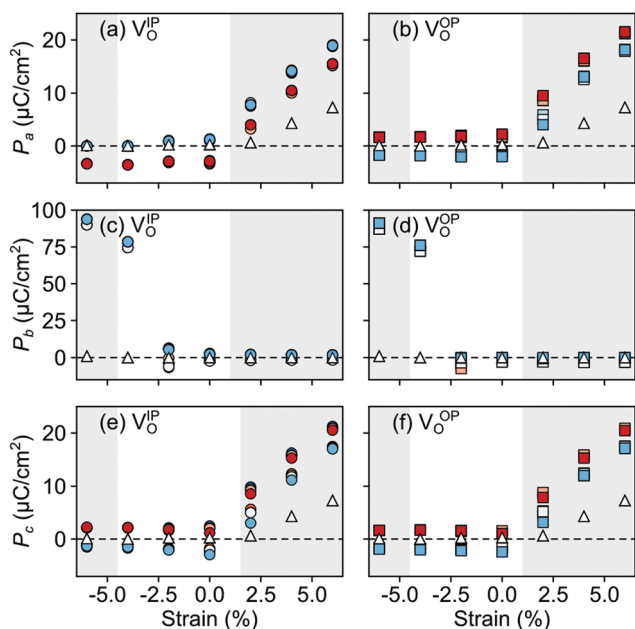 (a) V_O^IP
(b) V_O^OP
20
10
0
P_a (μC/cm²)
(c) V_O^IP
(d) V_O^OP
100
75
50
25
0
P_b (μC/cm²)
(e) V_O^IP
(f) V_O^OP
20
10
0
P_c (μC/cm²)
-5.0 -2.5 0.0 2.5 5.0
-5.0 -2.5 0.0 2.5 5.0
Strain (%)
Strain (%)